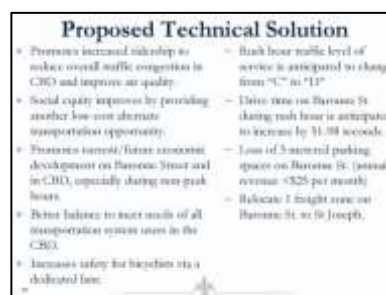 Proposed Technical Solution
+ Promotes increased ridership to
reduce overall traffic congestion in
CBD and improve air quality.
+ Social equity improves by providing
another low-cost alternate
transportation opportunity.
+ Promotes current/future economic
development on Baronne Street and
in CBD, especially during non-peak
hours.
+ Better balance to meet needs of all
transportation system users in the
CBD.
+ Increases safety for bicyclists via a
dedicated lane.
– Rush hour traffic level of
service is anticipated to change
from "C" to "D"
– Drive time on Baronne St
during rush hour is anticipated
to increase by seconds.
– Loss of 3 metered parking
spaces on Baronne St. (annual
revenue <$25 per month)
– Relocate 1 freight zone on
Baronne St. to St Joseph.